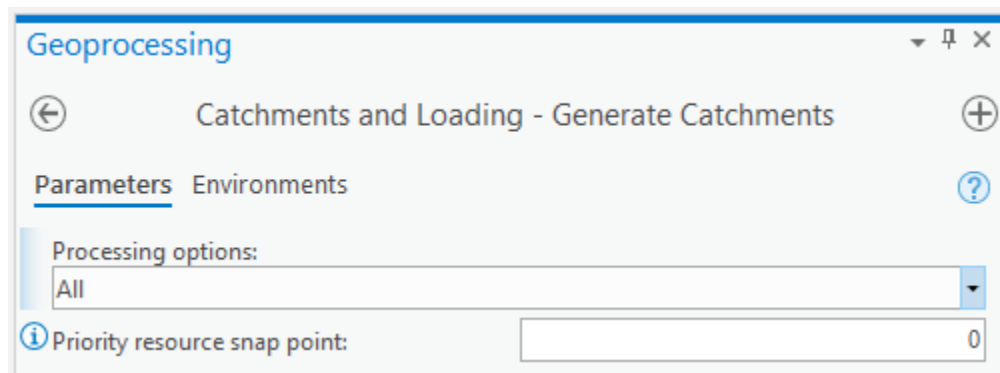 Geoprocessing
Catchments and Loading - Generate Catchments
Parameters Environments
Processing options:
All
Priority resource snap point: 0